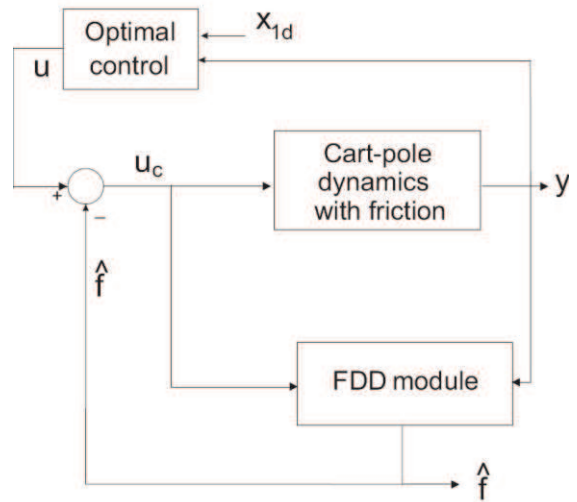 Optimal
control
x1d
u
uc
Cart-pole
dynamics
with friction
y
+
−
f̂
FDD module
f̂